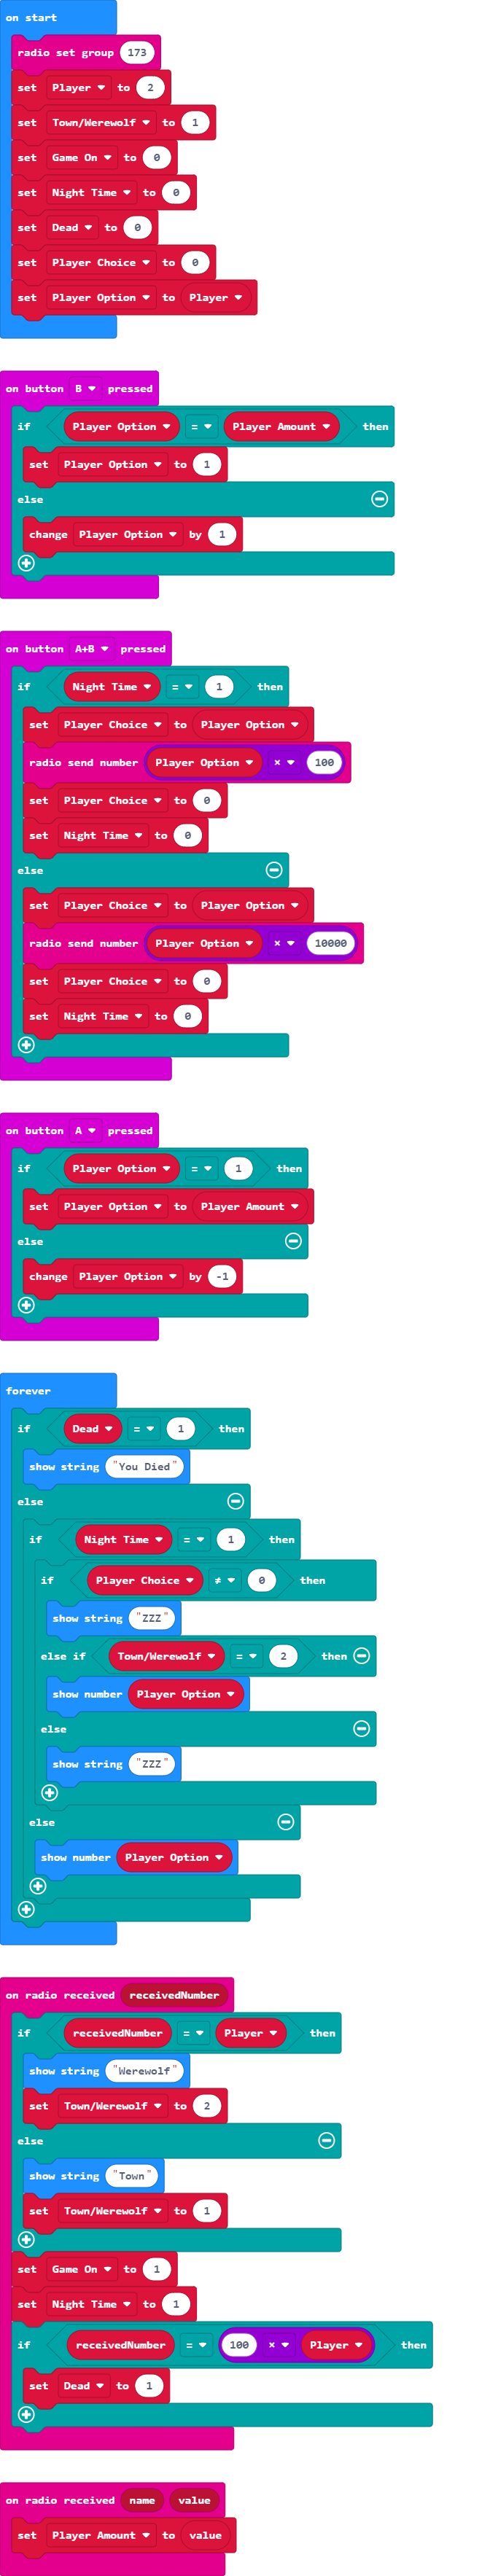 on start
radio set group 173
set Player to 2
set Town/Werewolf to 1
set Game On to 0
set Night Time to 0
set Dead to 0
set Player Choice to 0
set Player Option to Player
on button B pressed
if Player Option = Player Amount then
set Player Option to 1
else
change Player Option by 1
on button A+B pressed
if Night Time = 1 then
set Player Choice to Player Option
radio send number Player Option × 100
set Player Choice to 0
set Night Time to 0
else
set Player Choice to Player Option
radio send number Player Option × 10000
set Player Choice to 0
set Night Time to 0
on button A pressed
if Player Option = 1 then
set Player Option to Player Amount
else
change Player Option by -1
forever
if Dead = 1 then
show string "You Died"
else
if Night Time = 1 then
if Player Choice ≠ 0 then
show string "ZZZ"
else if Town/Werewolf = 2 then
show number Player Option
else
show string "ZZZ"
else
show number Player Option
on radio received receivedNumber
if receivedNumber = Player then
show string "Werewolf"
set Town/Werewolf to 2
else
show string "Town"
set Town/Werewolf to 1
set Game On to 1
set Night Time to 1
if receivedNumber = 100 × Player then
set Dead to 1
on radio received name value
set Player Amount to value